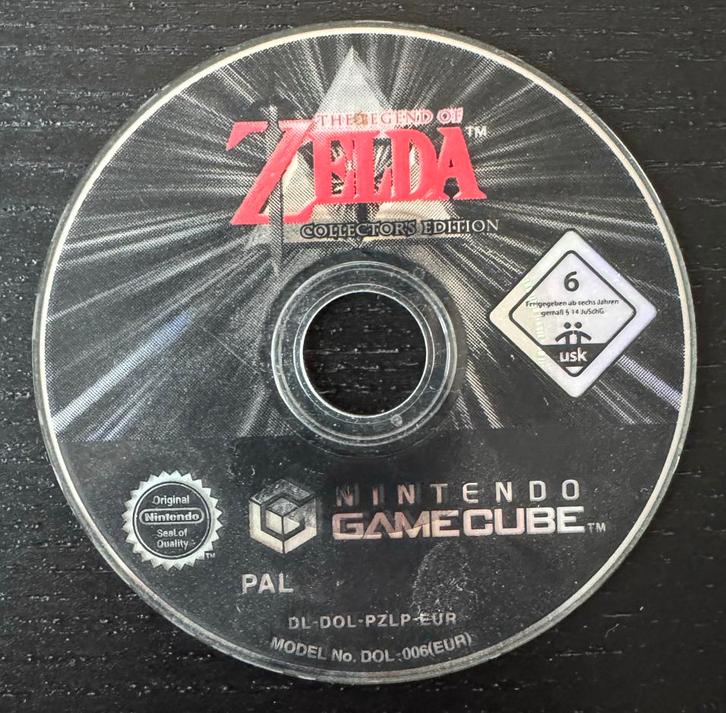 THE LEGEND OF
ZELDA™
COLLECTOR'S EDITION
6
Freigegeben ab sechs Jahren
gemäß § 14 JuSchG
usk
Original
Nintendo
Seal of
Quality
TM
NINTENDO
GAMECUBE™
PAL
DL-DOL-PZLP-EUR
MODEL No. DOL-006(EUR)